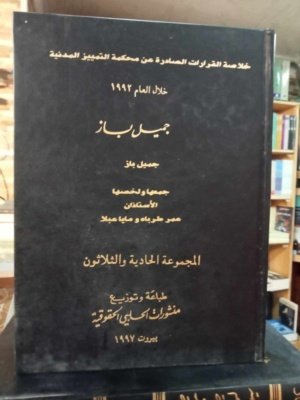 خلاصة القرارات الصادرة عن محكمة التمييز المدنية
خلال العام ١٩٩٢
جميل باز
جميل باز
جمعها ولخصها
الأستاذان
عمر طرباه و مايا عبلا
المجموعة الحادية والثلاثون
طباعة وتوزيع
منشورات الحلبي الحقوقية
بيروت ١٩٩٧